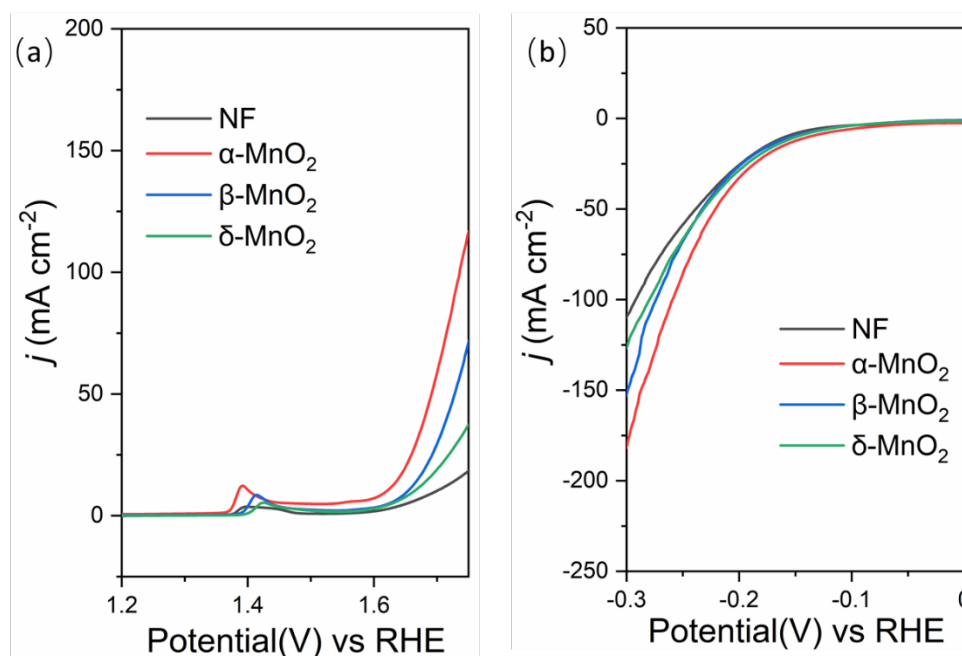 (a)
200
150
100
50
0
j (mA cm⁻²)
NF
α-MnO₂
β-MnO₂
δ-MnO₂
1.2 1.4 1.6
Potential(V) vs RHE
(b)
50
0
-50
-100
-150
-200
-250
j (mA cm⁻²)
NF
α-MnO₂
β-MnO₂
δ-MnO₂
-0.3 -0.2 -0.1 0
Potential(V) vs RHE